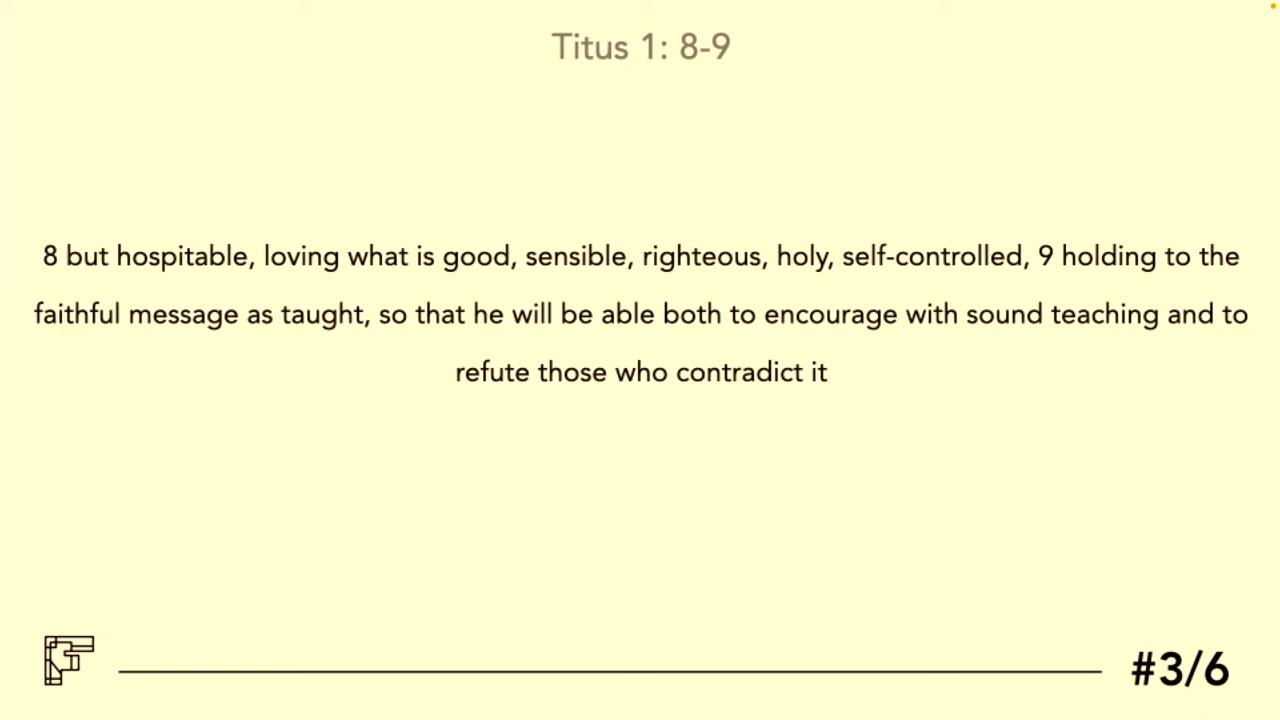 Titus 1: 8-9
8 but hospitable, loving what is good, sensible, righteous, holy, self-controlled, 9 holding to the
faithful message as taught, so that he will be able both to encourage with sound teaching and to
refute those who contradict it
#3/6